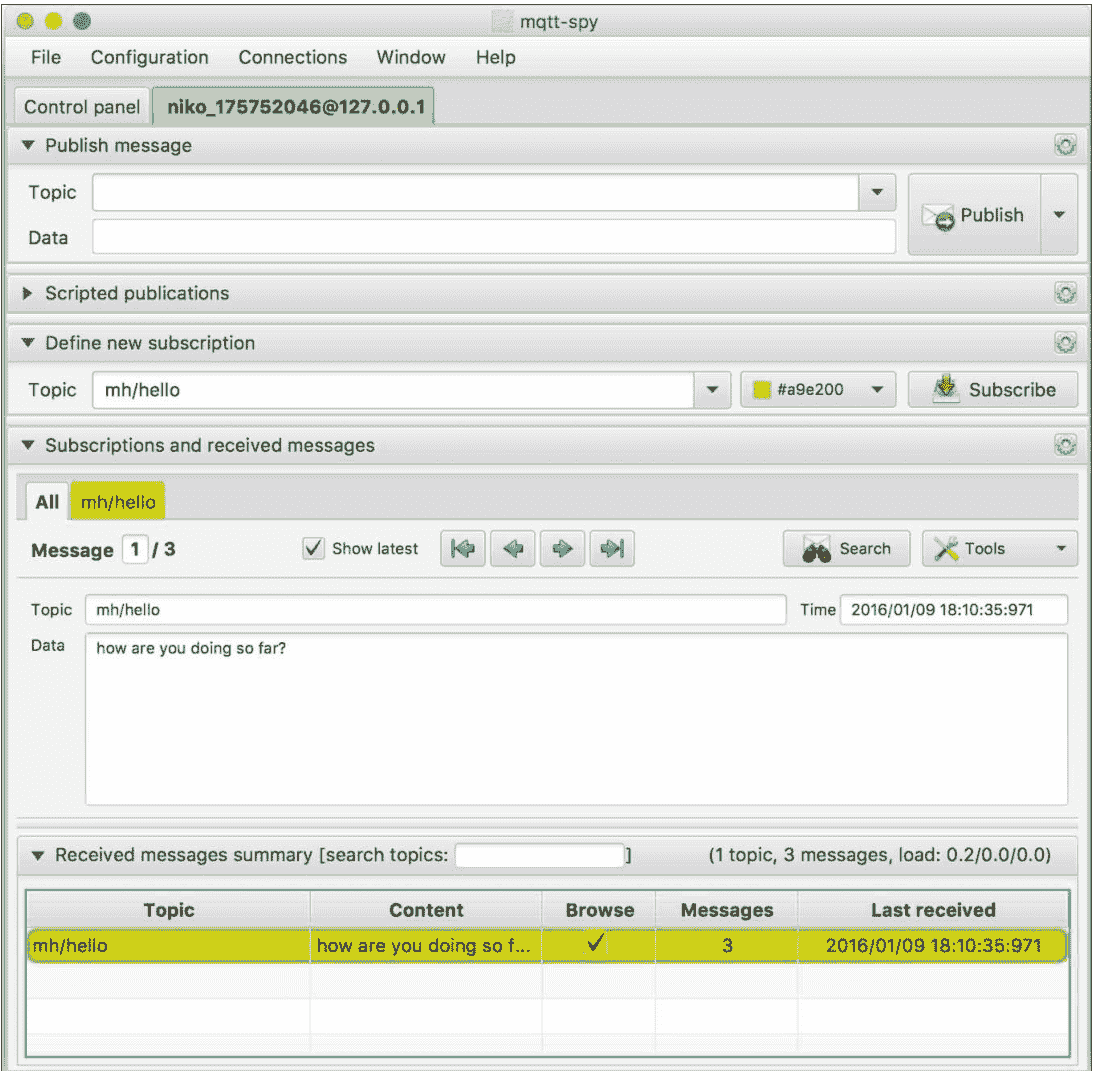 mqtt-spy
File Configuration Connections Window Help
Control panel niko_175752046@127.0.0.1
Publish message
Topic
Publish
Data
Scripted publications
Define new subscription
Topic mh/hello #a9e200 Subscribe
Subscriptions and received messages
All mh/hello
Message 1 / 3 Show latest Search Tools
Topic mh/hello Time 2016/01/09 18:10:35:971
Data how are you doing so far?
Received messages summary [search topics: ] (1 topic, 3 messages, load: 0.2/0.0/0.0)
Topic Content Browse Messages Last received
mh/hello how are you doing so f... 3 2016/01/09 18:10:35:971